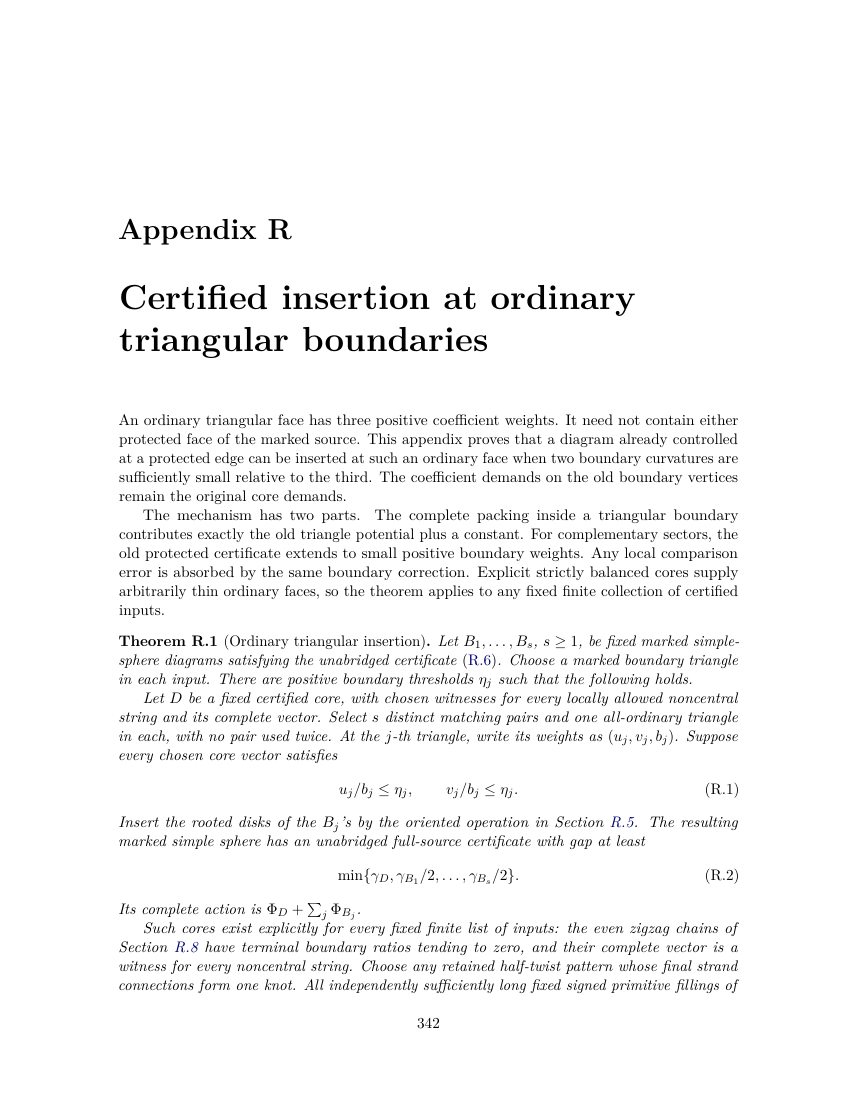 Appendix R
Certified insertion at ordinary
triangular boundaries
An ordinary triangular face has three positive coefficient weights. It need not contain either
protected face of the marked source. This appendix proves that a diagram already controlled
at a protected edge can be inserted at such an ordinary face when two boundary curvatures are
sufficiently small relative to the third. The coefficient demands on the old boundary vertices
remain the original core demands.
The mechanism has two parts. The complete packing inside a triangular boundary
contributes exactly the old triangle potential plus a constant. For complementary sectors, the
old protected certificate extends to small positive boundary weights. Any local comparison
error is absorbed by the same boundary correction. Explicit strictly balanced cores supply
arbitrarily thin ordinary faces, so the theorem applies to any fixed finite collection of certified
inputs.
Theorem R.1 (Ordinary triangular insertion). Let B₁, . . . , Bₛ, s ≥ 1, be fixed marked simple-
sphere diagrams satisfying the unabridged certificate (R.6). Choose a marked boundary triangle
in each input. There are positive boundary thresholds ηⱼ such that the following holds.
Let D be a fixed certified core, with chosen witnesses for every locally allowed noncentral
string and its complete vector. Select s distinct matching pairs and one all-ordinary triangle
in each, with no pair used twice. At the j-th triangle, write its weights as (uⱼ, vⱼ, bⱼ). Suppose
every chosen core vector satisfies
uⱼ/bⱼ ≤ ηⱼ, vⱼ/bⱼ ≤ ηⱼ. (R.1)
Insert the rooted disks of the Bⱼ's by the oriented operation in Section R.5. The resulting
marked simple sphere has an unabridged full-source certificate with gap at least
min{γ_D, γ_{B₁}/2, . . . , γ_{Bₛ}/2}. (R.2)
Its complete action is Φ_D + ∑ⱼ Φ_{Bⱼ}.
Such cores exist explicitly for every fixed finite list of inputs: the even zigzag chains of
Section R.8 have terminal boundary ratios tending to zero, and their complete vector is a
witness for every noncentral string. Choose any retained half-twist pattern whose final strand
connections form one knot. All independently sufficiently long fixed signed primitive fillings of
342